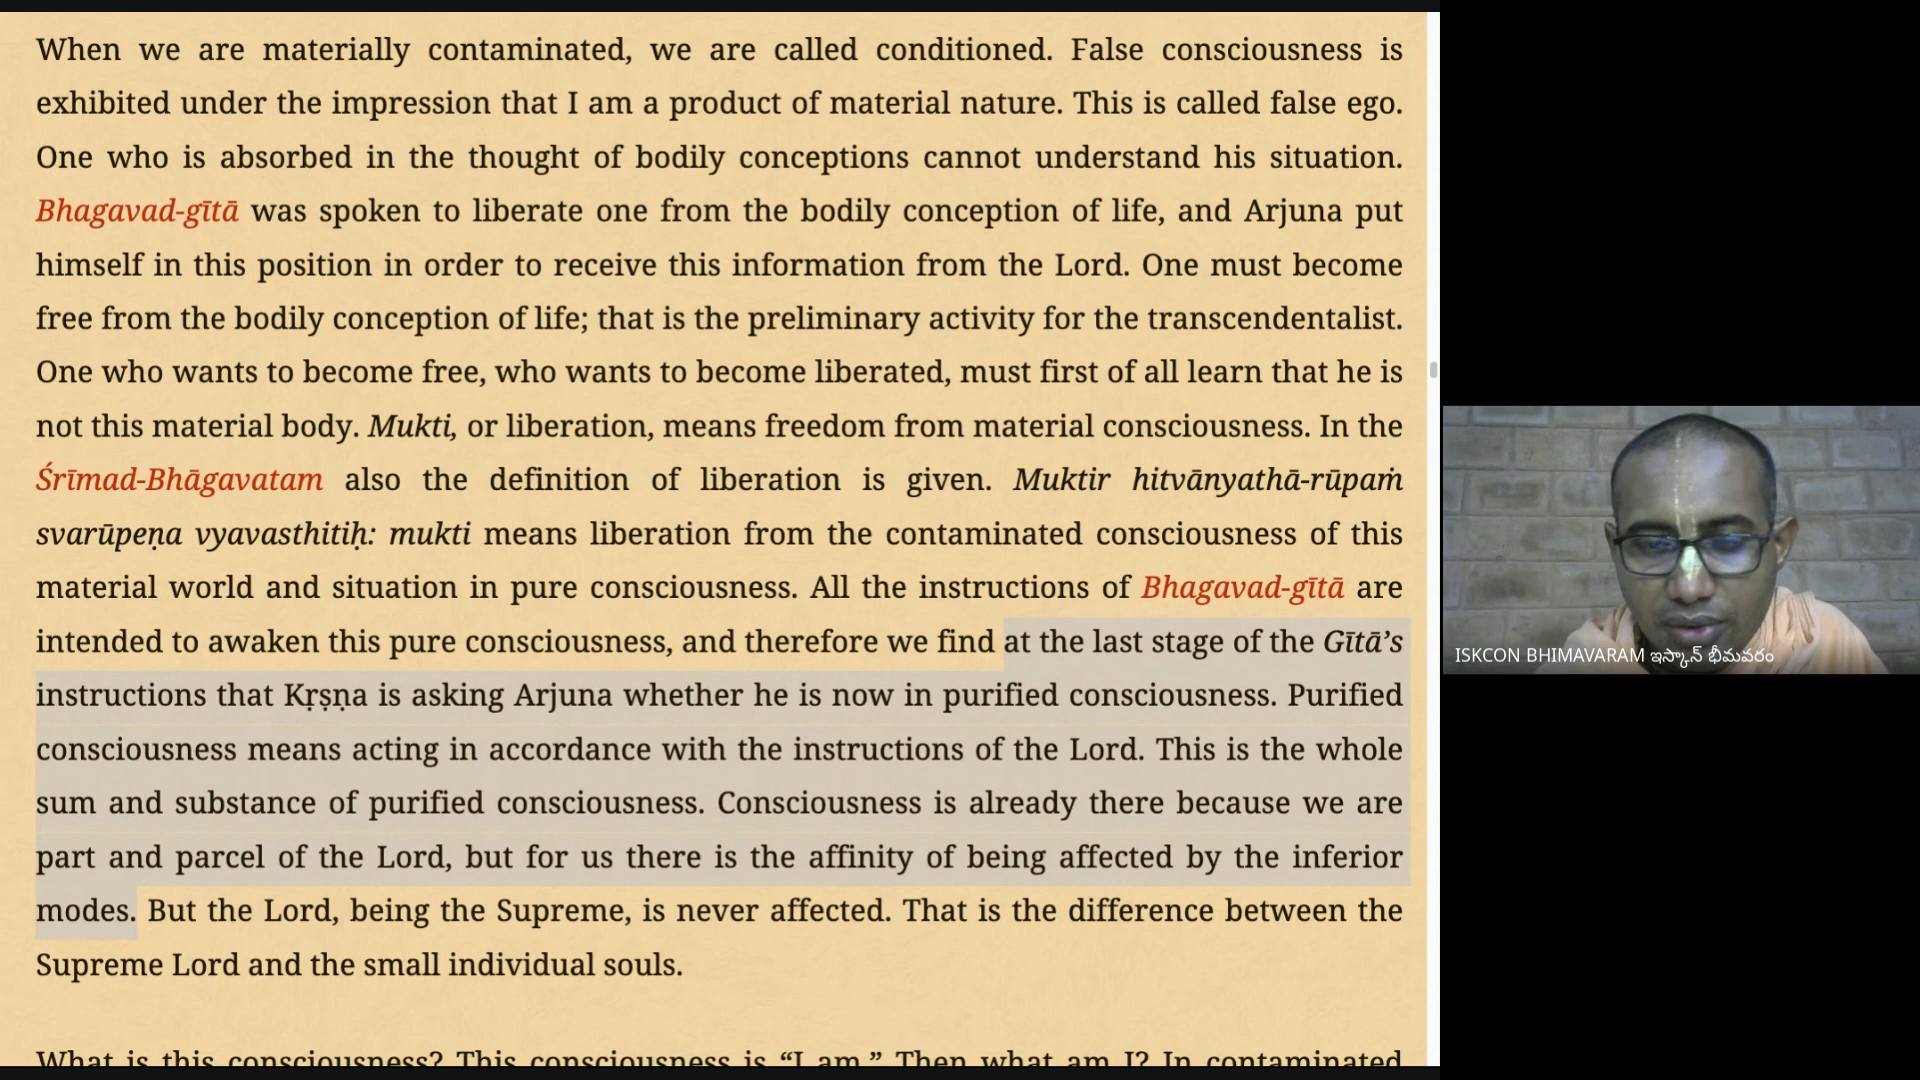 When we are materially contaminated, we are called conditioned. False consciousness is
exhibited under the impression that I am a product of material nature. This is called false ego.
One who is absorbed in the thought of bodily conceptions cannot understand his situation.
Bhagavad-gītā was spoken to liberate one from the bodily conception of life, and Arjuna put
himself in this position in order to receive this information from the Lord. One must become
free from the bodily conception of life; that is the preliminary activity for the transcendentalist.
One who wants to become free, who wants to become liberated, must first of all learn that he is
not this material body. Mukti, or liberation, means freedom from material consciousness. In the
Śrīmad-Bhāgavatam also the definition of liberation is given. Muktir hitvānyathā-rūpaṁ
svarūpeṇa vyavasthitiḥ: mukti means liberation from the contaminated consciousness of this
material world and situation in pure consciousness. All the instructions of Bhagavad-gītā are
intended to awaken this pure consciousness, and therefore we find at the last stage of the Gītā’s
instructions that Kṛṣṇa is asking Arjuna whether he is now in purified consciousness. Purified
consciousness means acting in accordance with the instructions of the Lord. This is the whole
sum and substance of purified consciousness. Consciousness is already there because we are
part and parcel of the Lord, but for us there is the affinity of being affected by the inferior
modes. But the Lord, being the Supreme, is never affected. That is the difference between the
Supreme Lord and the small individual souls.
What is this consciousness? This consciousness is “I am.” Then what am I? In contaminated
ISKCON BHIMAVARAM ఇస్కాన్ భీమవరం